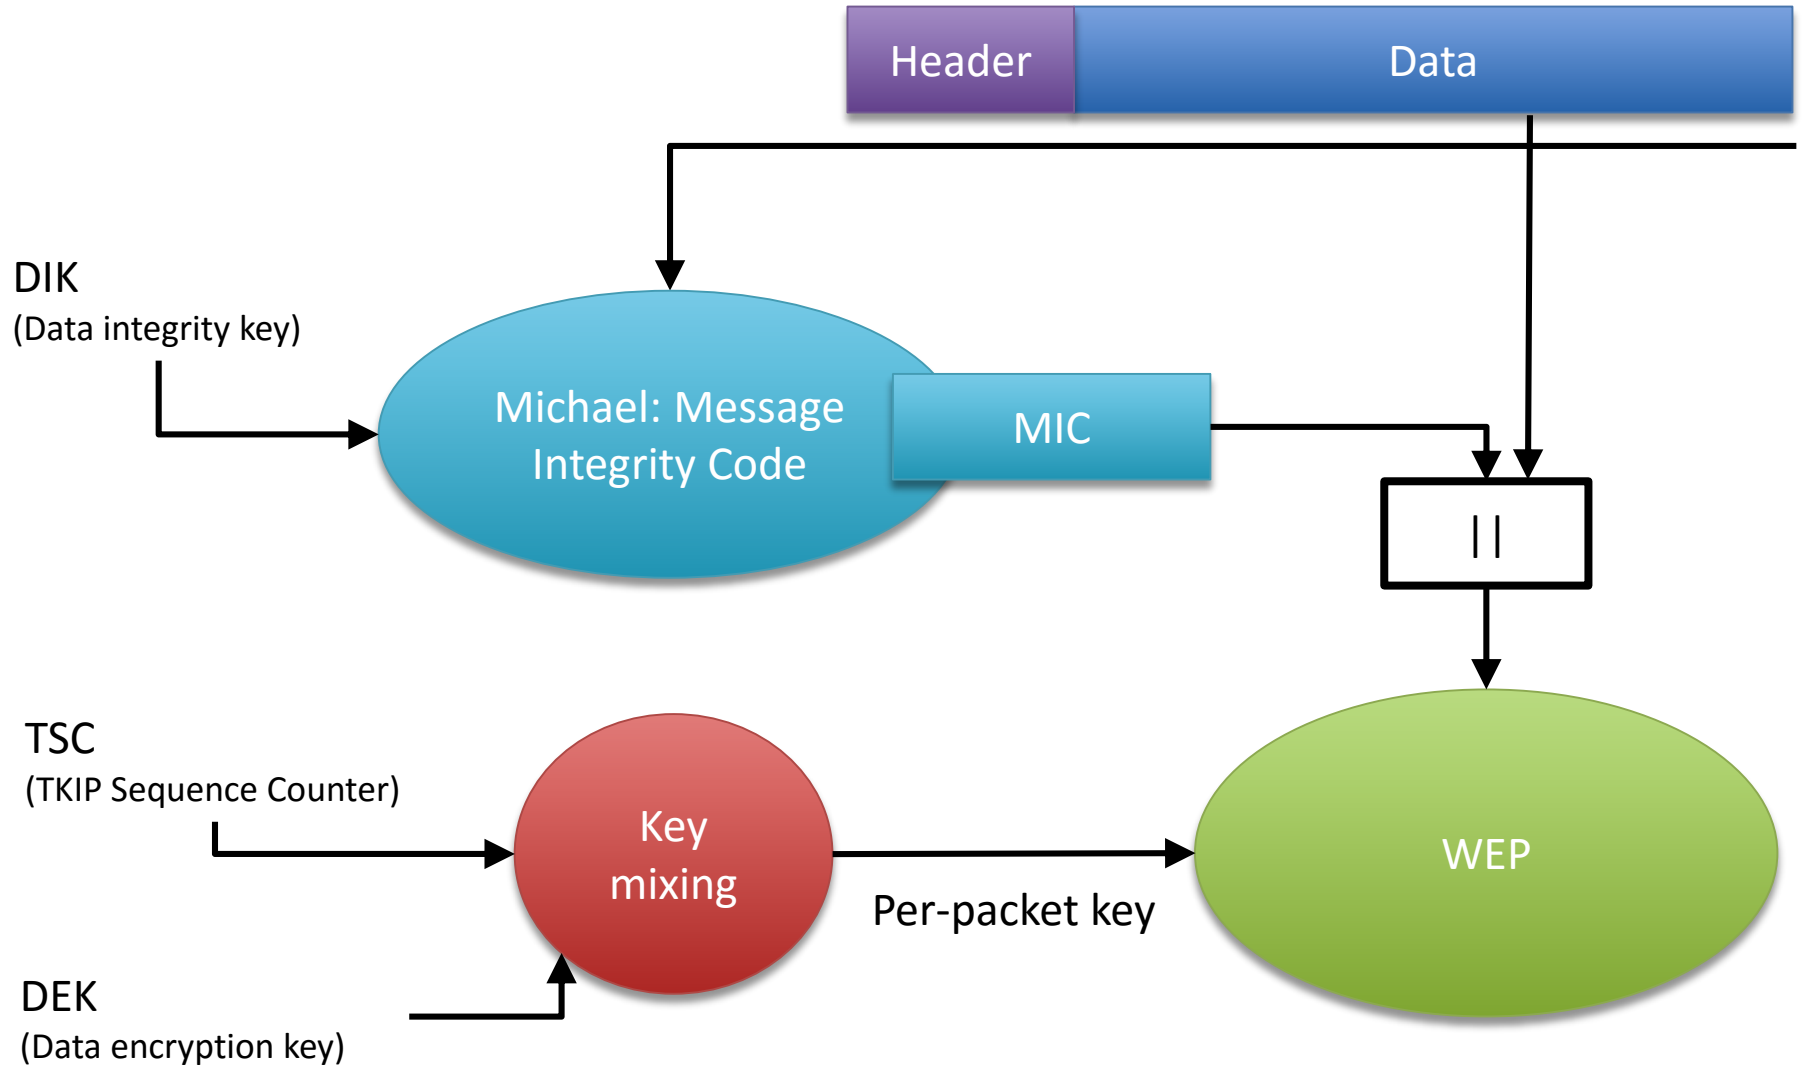 Header
Data
DIK
(Data integrity key)
Michael: Message
Integrity Code
MIC
||
TSC
(TKIP Sequence Counter)
Key
mixing
WEP
Per-packet key
DEK
(Data encryption key)